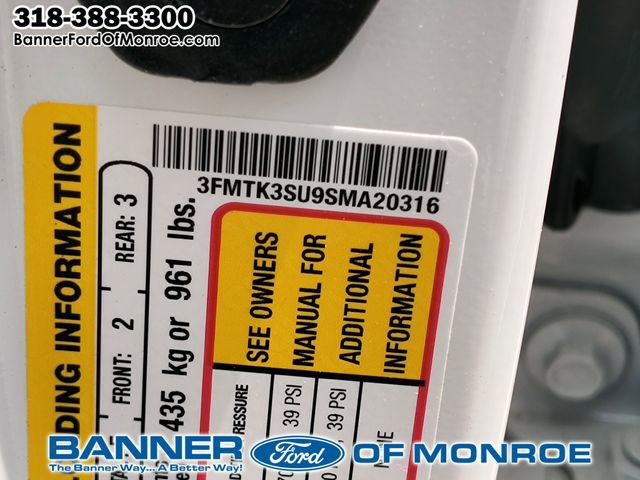 318-388-3300
BannerFordOfMonroe.com
3FMTK3SU9SMA20316
DING INFORMATION
FRONT: 2 REAR: 3
435 kg or 961 lbs.
SEE OWNERS
MANUAL FOR
ADDITIONAL
INFORMATION
PRESSURE
39 PSI
39 PSI
BANNER Ford OF MONROE
The Banner Way... A Better Way!